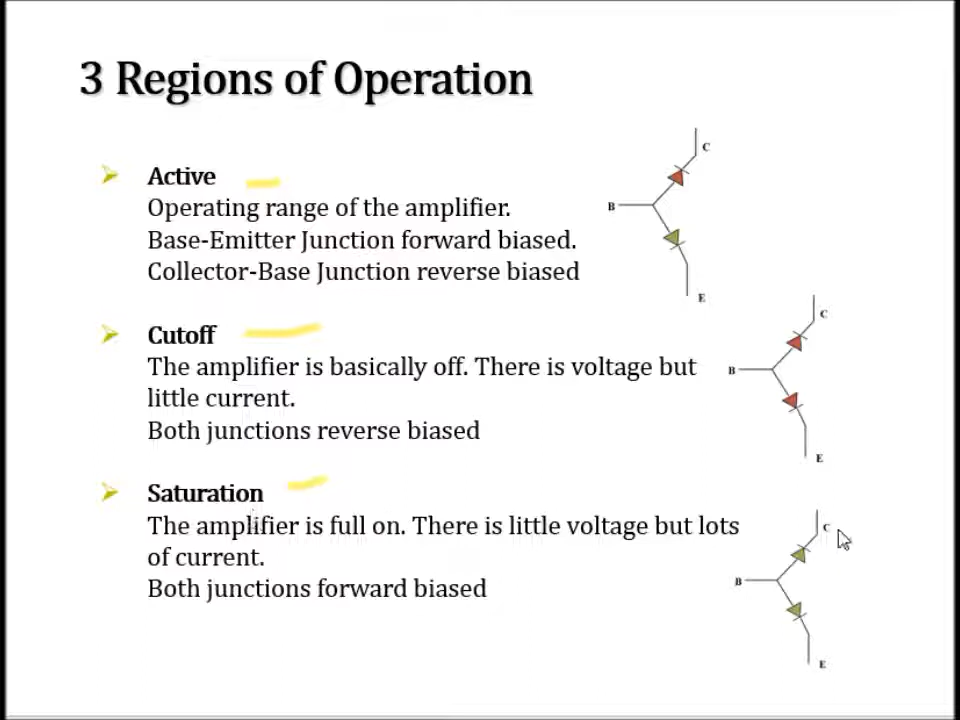 3 Regions of Operation
Active
Operating range of the amplifier.
Base-Emitter Junction forward biased.
Collector-Base Junction reverse biased
C
B
E
Cutoff
The amplifier is basically off. There is voltage but
little current.
Both junctions reverse biased
C
B
E
Saturation
The amplifier is full on. There is little voltage but lots
of current.
Both junctions forward biased
C
B
E